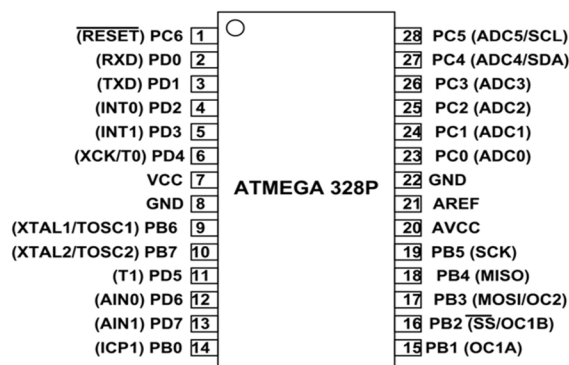 (RESET) PC6 1
(RXD) PD0 2
(TXD) PD1 3
(INT0) PD2 4
(INT1) PD3 5
(XCK/T0) PD4 6
VCC 7
GND 8
(XTAL1/TOSC1) PB6 9
(XTAL2/TOSC2) PB7 10
(T1) PD5 11
(AIN0) PD6 12
(AIN1) PD7 13
(ICP1) PB0 14
ATMEGA 328P
28 PC5 (ADC5/SCL)
27 PC4 (ADC4/SDA)
26 PC3 (ADC3)
25 PC2 (ADC2)
24 PC1 (ADC1)
23 PC0 (ADC0)
22 GND
21 AREF
20 AVCC
19 PB5 (SCK)
18 PB4 (MISO)
17 PB3 (MOSI/OC2)
16 PB2 (SS/OC1B)
15 PB1 (OC1A)